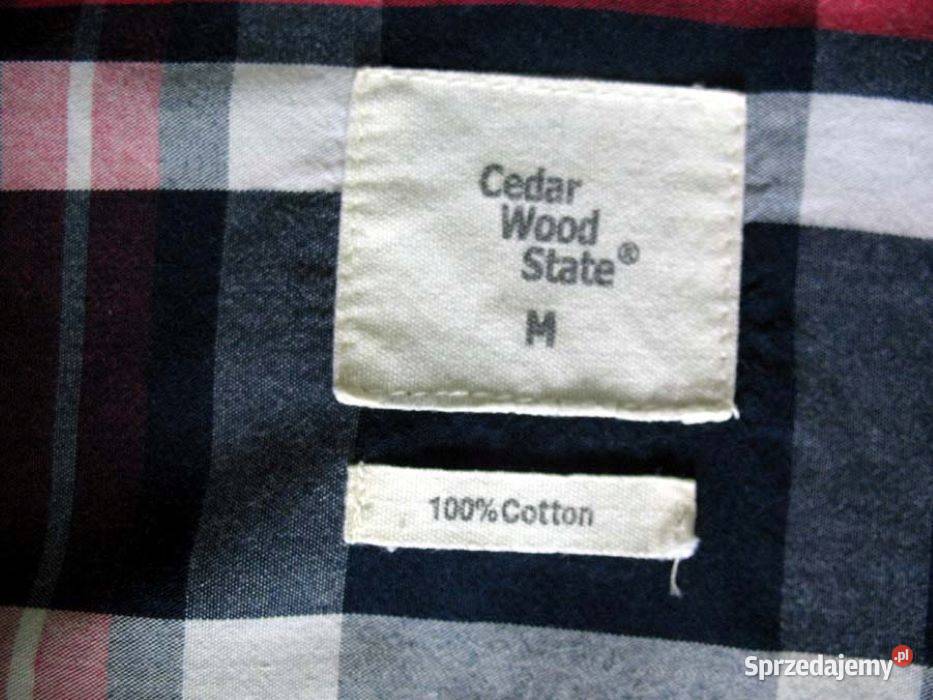 Cedar
Wood
State®
M
100% Cotton
Sprzedajemy.pl